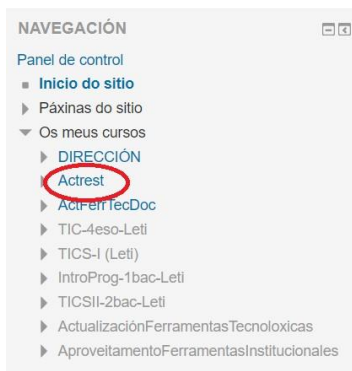 NAVEGACIÓN
Panel de control
Inicio do sitio
Páxinas do sitio
Os meus cursos
DIRECCIÓN
Actrest
ActFerrTecDoc
TIC-4eso-Leti
TICS-I (Leti)
IntroProg-1bac-Leti
TICSII-2bac-Leti
ActualizaciónFerramentasTecnoloxicas
AproveitamentoFerramentasInstitucionales